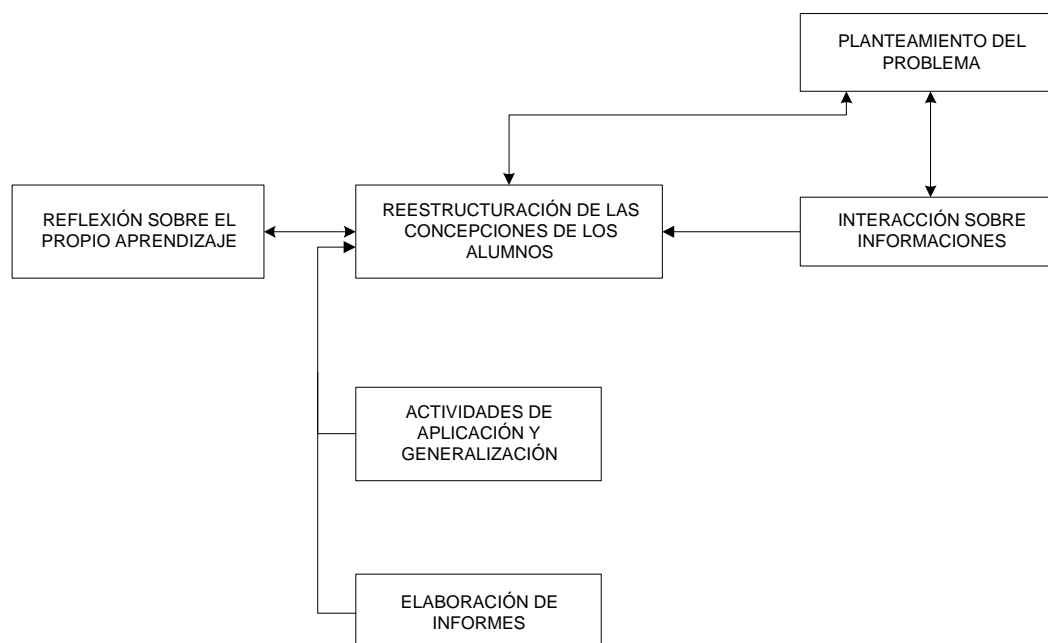 PLANTEAMIENTO DEL
PROBLEMA
REFLEXIÓN SOBRE EL
PROPIO APRENDIZAJE
REESTRUCTURACIÓN DE LAS
CONCEPCIONES DE LOS
ALUMNOS
INTERACCIÓN SOBRE
INFORMACIONES
ACTIVIDADES DE
APLICACIÓN Y
GENERALIZACIÓN
ELABORACIÓN DE
INFORMES